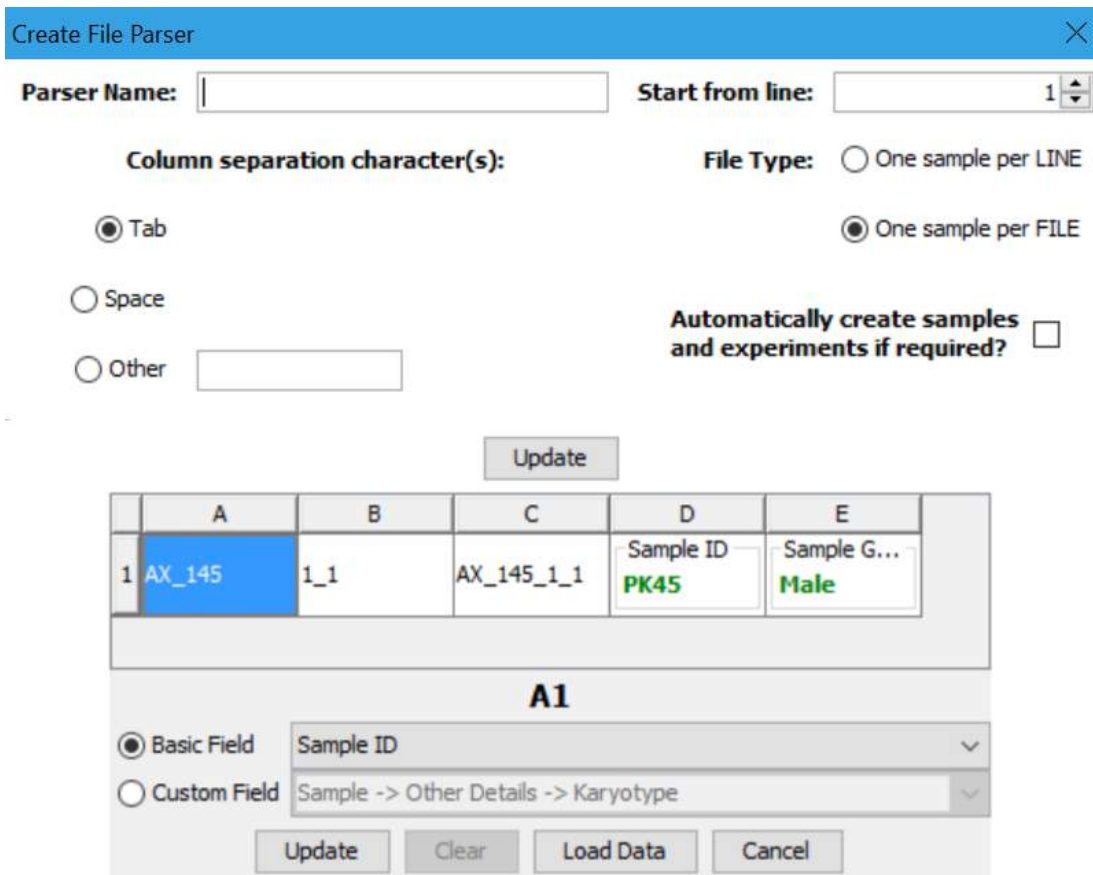 Create File Parser
Parser Name: Start from line: 1
Column separation character(s): File Type: One sample per LINE
Tab One sample per FILE
Space
Automatically create samples
and experiments if required?
Other
Update
A B C D E
1 AX_145 1_1 AX_145_1_1 Sample ID PK45 Sample G... Male
A1
Basic Field Sample ID
Custom Field Sample -> Other Details -> Karyotype
Update Clear Load Data Cancel